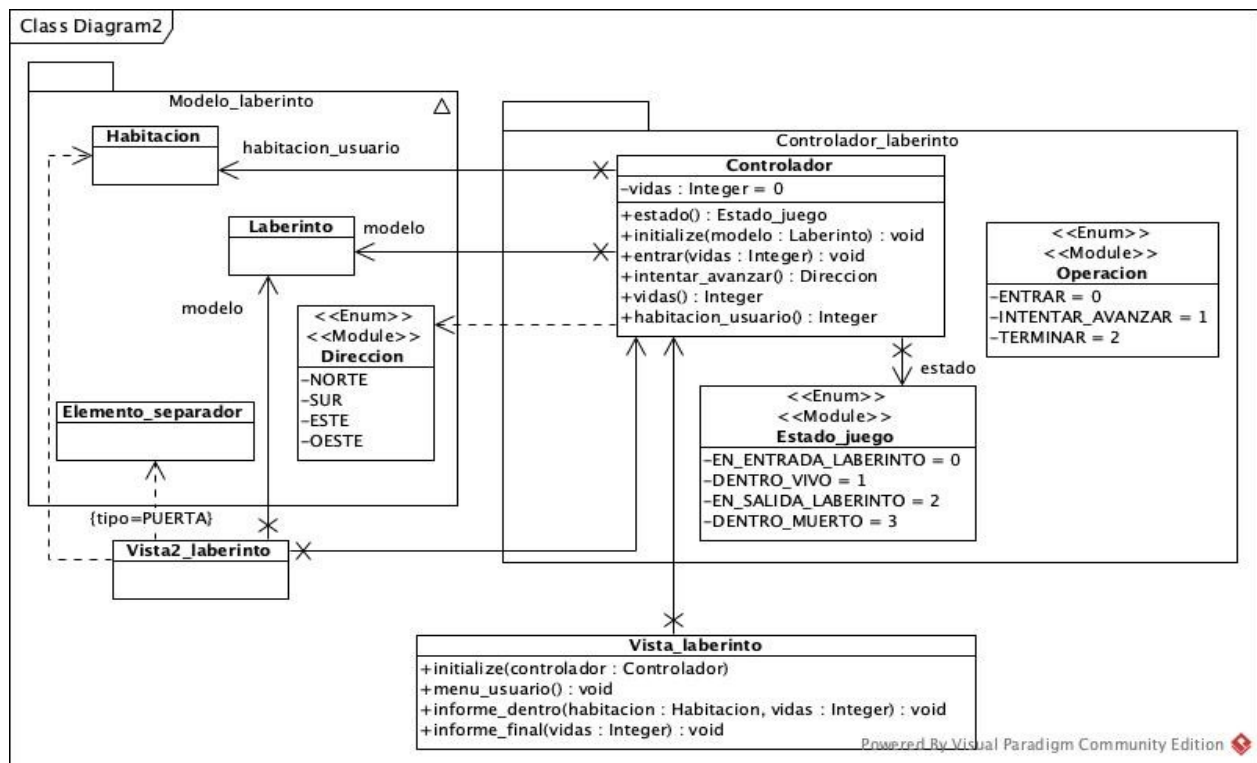 Class Diagram2
Modelo_laberinto
Habitacion
habitacion_usuario
Laberinto
modelo
modelo
<<Enum>>
<<Module>>
Direccion
-NORTE
-SUR
-ESTE
-OESTE
Elemento_separador
{tipo=PUERTA}
Vista2_laberinto
Controlador_laberinto
Controlador
-vidas : Integer = 0
+estado() : Estado_juego
+initialize(modelo : Laberinto) : void
+entrar(vidas : Integer) : void
+intentar_avanzar() : Direccion
+vidas() : Integer
+habitacion_usuario() : Integer
<<Enum>>
<<Module>>
Operacion
-ENTRAR = 0
-INTENTAR_AVANZAR = 1
-TERMINAR = 2
estado
<<Enum>>
<<Module>>
Estado_juego
-EN_ENTRADA_LABERINTO = 0
-DENTRO_VIVO = 1
-EN_SALIDA_LABERINTO = 2
-DENTRO_MUERTO = 3
Vista_laberinto
+initialize(controlador : Controlador)
+menu_usuario() : void
+informe_dentro(habitacion : Habitacion, vidas : Integer) : void
+informe_final(vidas : Integer) : void
Powered By Visual Paradigm Community Edition